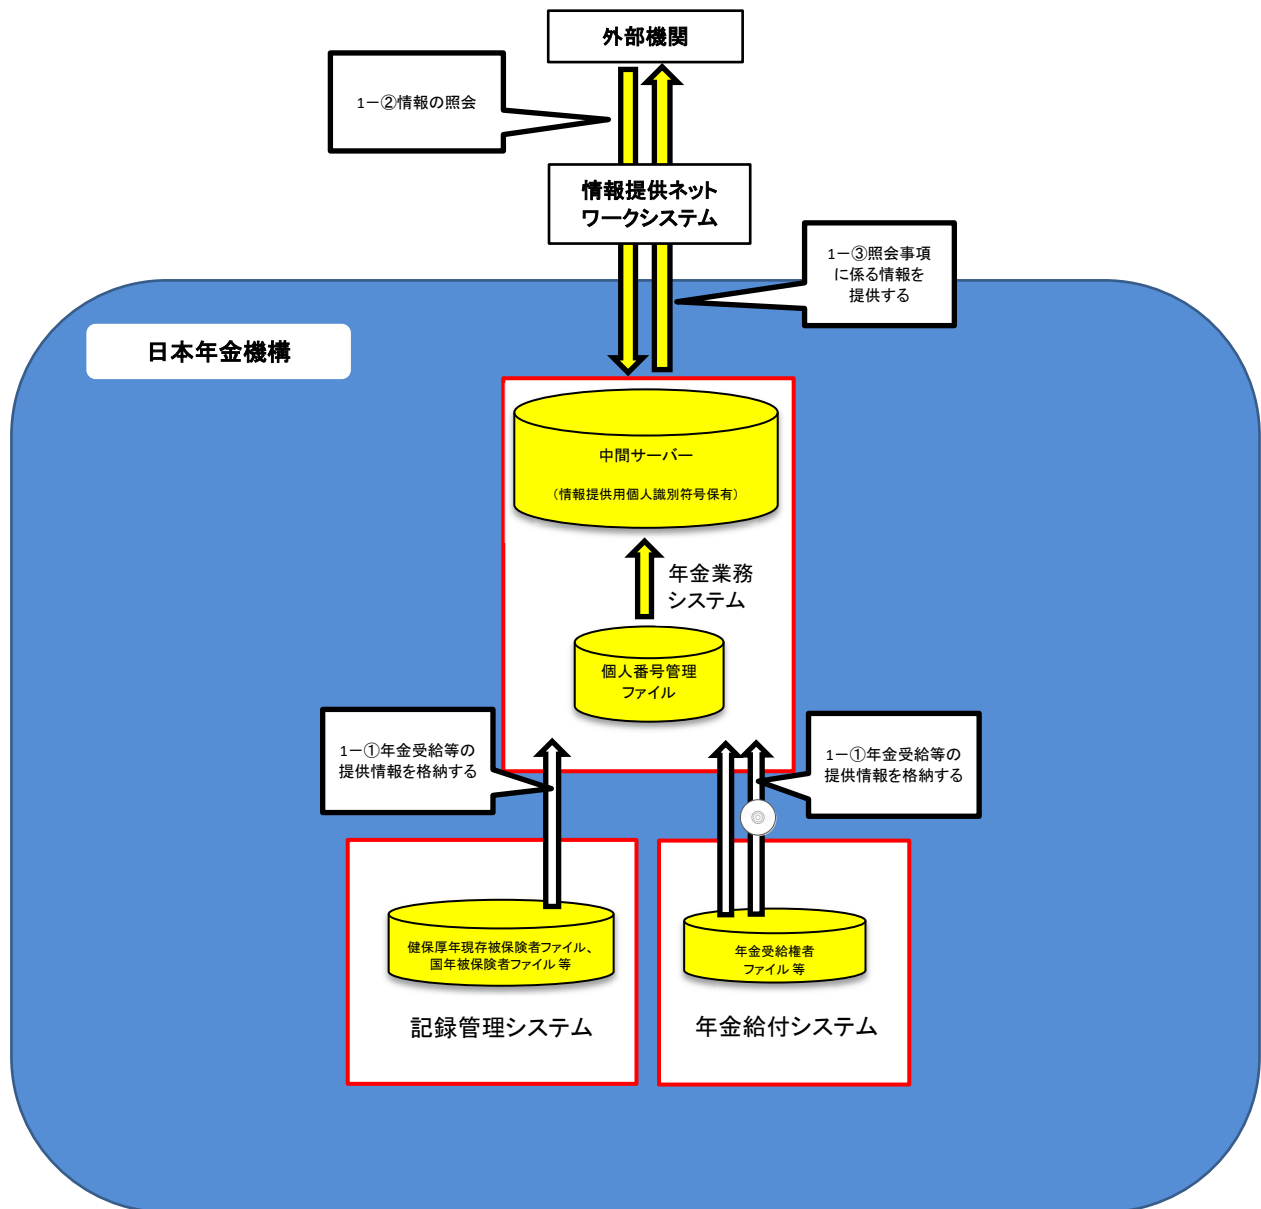 外部機関
1－②情報の照会
情報提供ネット
ワークシステム
1－③照会事項
に係る情報を
提供する
日本年金機構
中間サーバー
（情報提供用個人識別符号保有）
年金業務
システム
個人番号管理
ファイル
1－①年金受給等の
提供情報を格納する
1－①年金受給等の
提供情報を格納する
健保厚年現存被保険者ファイル、
国年被保険者ファイル 等
年金受給権者
ファイル 等
記録管理システム
年金給付システム